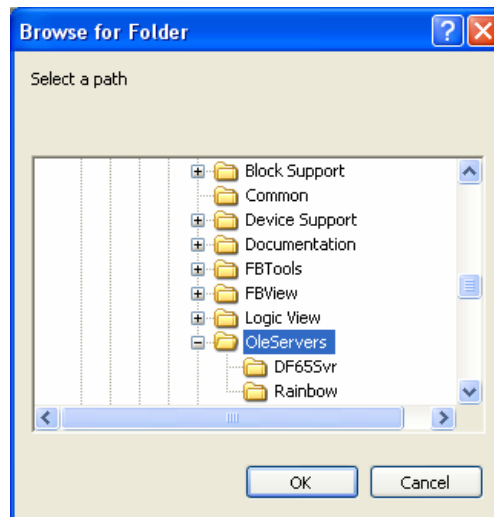 Browse for Folder
Select a path
Block Support
Common
Device Support
Documentation
FBTools
FBView
Logic View
OleServers
DF65Svr
Rainbow
OK Cancel